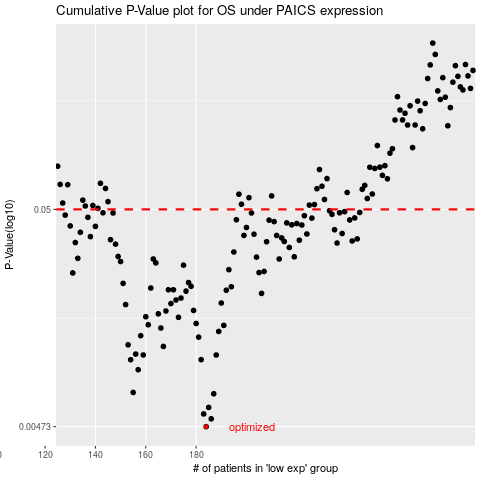 Cumulative P-Value plot for OS under PAICS expression
P-Value(log10)
0.05
0.00473
optimized
0
120
140
160
180
# of patients in 'low exp' group